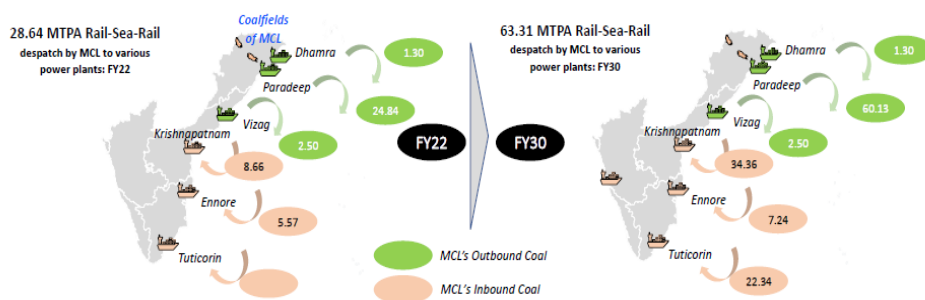 28.64 MTPA Rail-Sea-Rail
despatch by MCL to various
power plants: FY22
Coalfields
of MCL
Dhamra
1.30
Paradeep
24.84
Vizag
2.50
Krishnapatnam
8.66
Ennore
5.57
Tuticorin
FY22
FY30
63.31 MTPA Rail-Sea-Rail
despatch by MCL to various
power plants: FY30
Dhamra
1.30
Paradeep
60.13
Vizag
2.50
Krishnapatnam
34.36
Ennore
7.24
Tuticorin
22.34
MCL's Outbound Coal
MCL's Inbound Coal